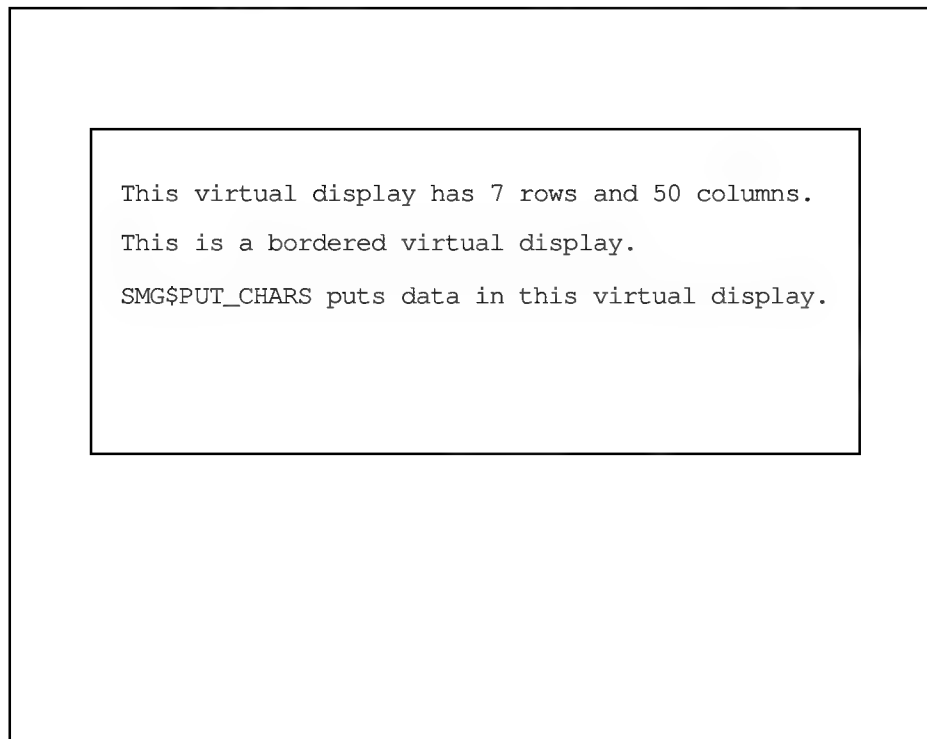 This virtual display has 7 rows and 50 columns.
This is a bordered virtual display.
SMG$PUT_CHARS puts data in this virtual display.